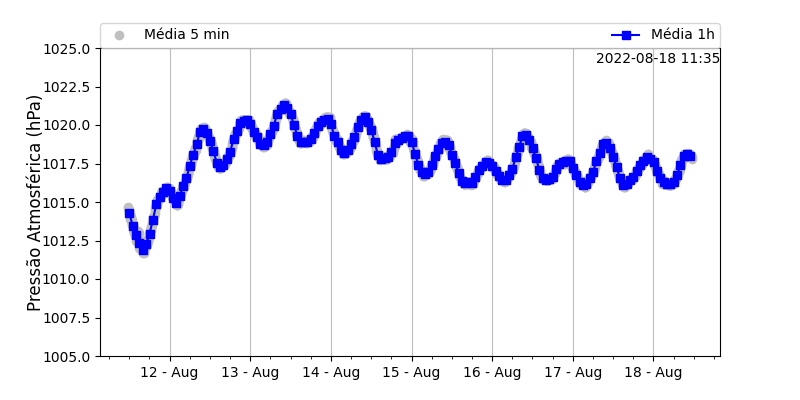 Média 5 min
Média 1h
2022-08-18 11:35
Pressão Atmosférica (hPa)
1025.0
1022.5
1020.0
1017.5
1015.0
1012.5
1010.0
1007.5
1005.0
12 - Aug
13 - Aug
14 - Aug
15 - Aug
16 - Aug
17 - Aug
18 - Aug